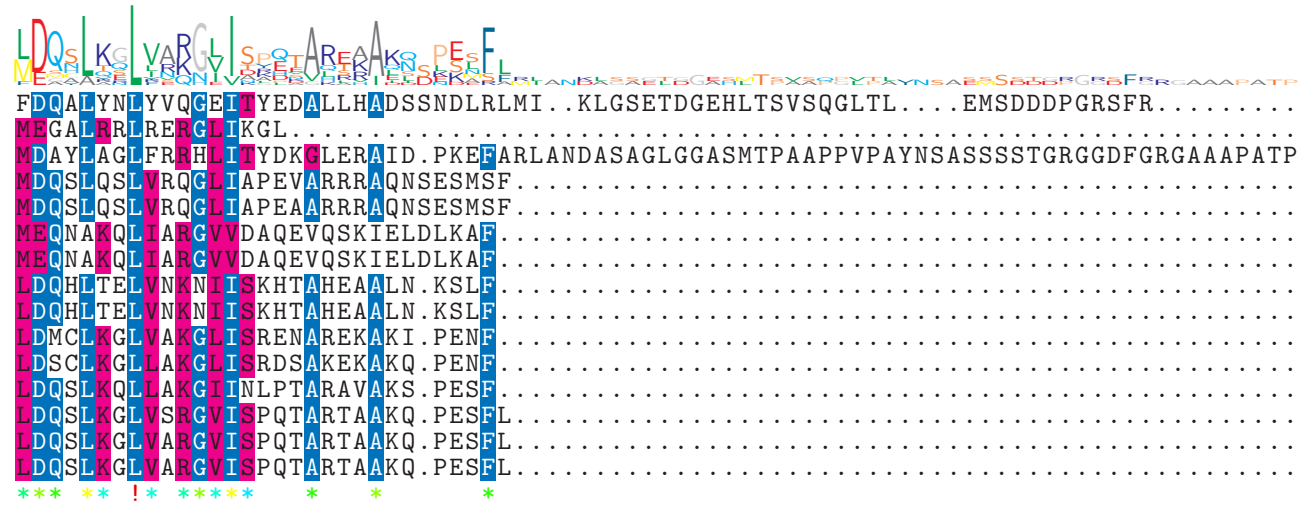 FDQALYNLYVQGEITYEDALLHADSSNDLRLMI..KLGSETDGEHLTSVSQGLTL....EMSDDDPGRSFR.........
MEGALRRLRERGLIKGL...............................................................
MDAYLAGLFRRHLITYDKGLERAID.PKEFARLANDASAGLGGASMTPAAPPVPAYNSASSSSTGRGGDFGRGAAAPATP
MDQSLQSLVRQGLIAPEVARRRAQNSESMSF.................................................
MDQSLQSLVRQGLIAPEAARRRAQNSESMSF.................................................
MEQNAKQLIARGVVDAQEVQSKIELDLKAF..................................................
MEQNAKQLIARGVVDAQEVQSKIELDLKAF..................................................
LDQHLTELVNKNIISKHTAHEAALN.KSLF..................................................
LDQHLTELVNKNIISKHTAHEAALN.KSLF..................................................
LDMCLKGLVAKGLISRENAREKAKI.PENF..................................................
LDSCLKGLLAKGLISRDSAKEKAKQ.PENF..................................................
LDQSLKQLLAKGIINLPTARAVAKS.PESF..................................................
LDQSLKGLVSRGVISPQTARTAAKQ.PESFL.................................................
LDQSLKGLVARGVISPQTARTAAKQ.PESFL.................................................
LDQSLKGLVARGVISPQTARTAAKQ.PESFL.................................................
*** ** !* ***** * * *